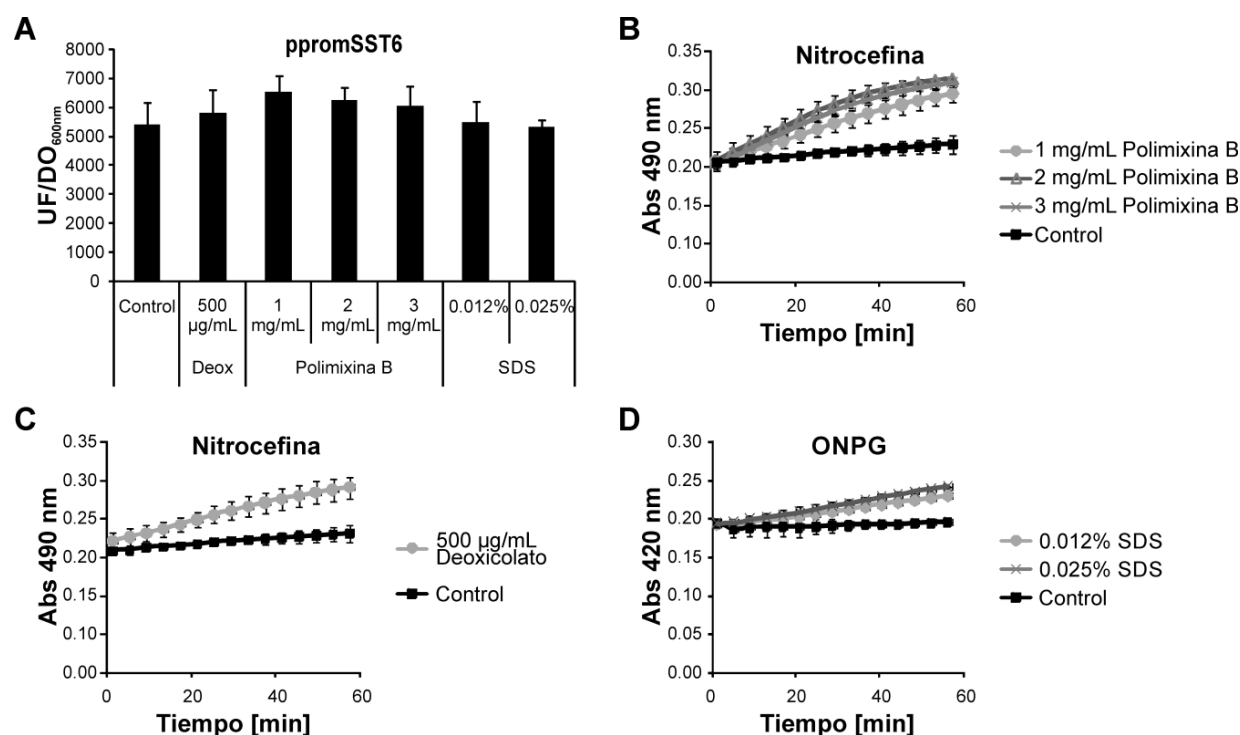 A
ppromSST6
UF/DO600nm
8000
7000
6000
5000
4000
3000
2000
1000
0
Control
500 µg/mL
1 mg/mL
2 mg/mL
3 mg/mL
0.012%
0.025%
Deox
Polimixina B
SDS
B
Nitrocefina
Abs 490 nm
0.35
0.30
0.25
0.20
0.15
0.10
0.00
0
20
40
60
Tiempo [min]
1 mg/mL Polimixina B
2 mg/mL Polimixina B
3 mg/mL Polimixina B
Control
C
Nitrocefina
Abs 490 nm
0.35
0.30
0.25
0.20
0.15
0.10
0.00
0
20
40
60
Tiempo [min]
500 µg/mL
Deoxicolato
Control
D
ONPG
Abs 420 nm
0.30
0.25
0.20
0.15
0.10
0.05
0.00
0
20
40
60
Tiempo [min]
0.012% SDS
0.025% SDS
Control